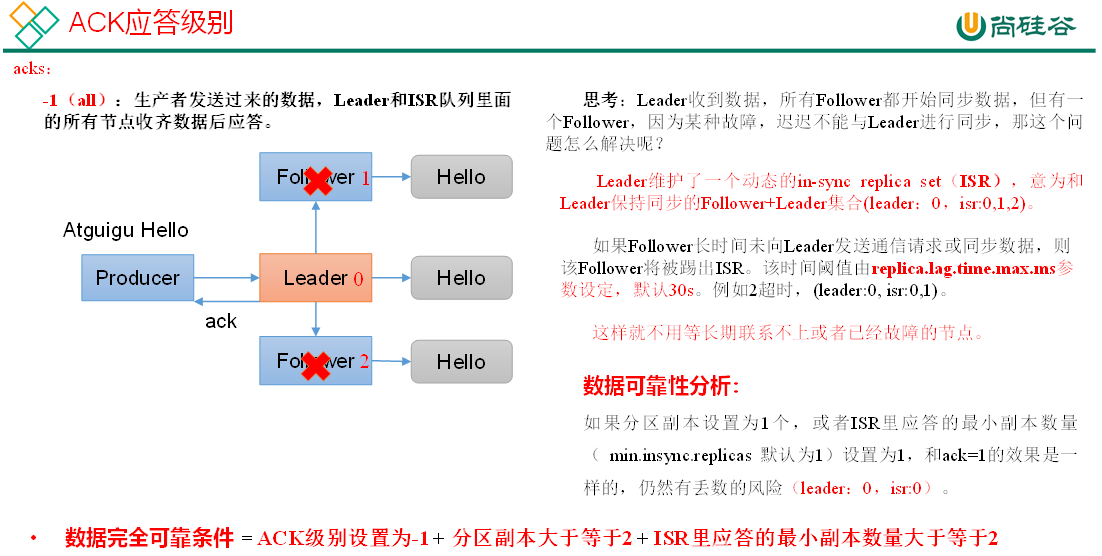 ACK应答级别
尚硅谷
acks：
-1（all）：生产者发送过来的数据，Leader和ISR队列里面
的所有节点收齐数据后应答。
Follower 1
Hello
Atguigu Hello
Producer
Leader 0
Hello
ack
Follower 2
Hello
思考：Leader收到数据，所有Follower都开始同步数据，但有一
个Follower，因为某种故障，迟迟不能与Leader进行同步，那这个问
题怎么解决呢？
Leader维护了一个动态的in-sync replica set（ISR），意为和
Leader保持同步的Follower+Leader集合(leader：0，isr:0,1,2)。
如果Follower长时间未向Leader发送通信请求或同步数据，则
该Follower将被踢出ISR。该时间阈值由replica.lag.time.max.ms参
数设定，默认30s。例如2超时，(leader:0, isr:0,1)。
这样就不用等长期联系不上或者已经故障的节点。
数据可靠性分析：
如果分区副本设置为1个，或者ISR里应答的最小副本数量
（ min.insync.replicas 默认为1）设置为1，和ack=1的效果是一
样的，仍然有丢数的风险（leader：0，isr:0）。
• 数据完全可靠条件 = ACK级别设置为-1 + 分区副本大于等于2 + ISR里应答的最小副本数量大于等于2